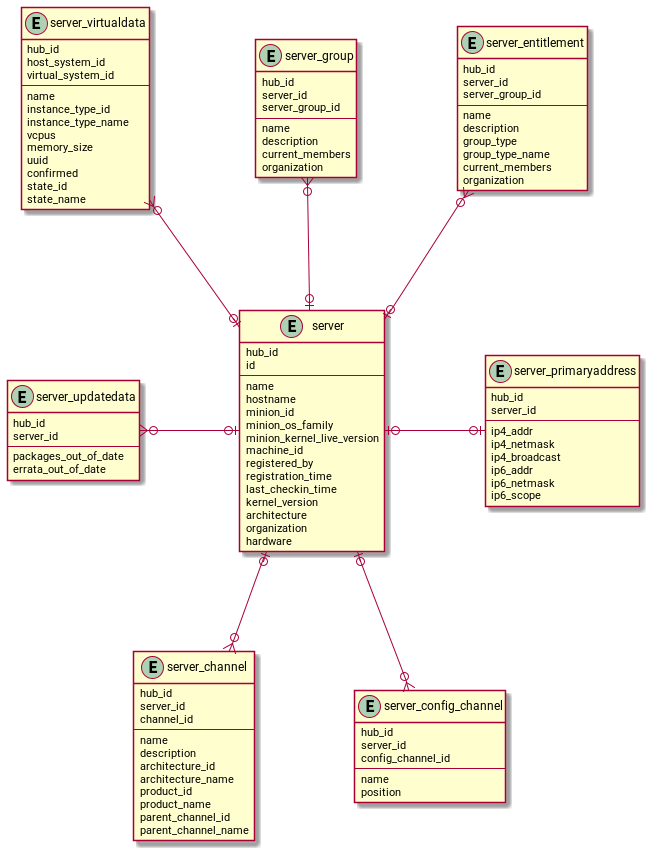 E server_virtualdata
hub_id
host_system_id
virtual_system_id
name
instance_type_id
instance_type_name
vcpus
memory_size
uuid
confirmed
state_id
state_name
E server_group
hub_id
server_id
server_group_id
name
description
current_members
organization
E server_entitlement
hub_id
server_id
server_group_id
name
description
group_type
group_type_name
current_members
organization
E server
hub_id
id
name
hostname
minion_id
minion_os_family
minion_kernel_live_version
machine_id
registered_by
registration_time
last_checkin_time
kernel_version
architecture
organization
hardware
E server_updatedata
hub_id
server_id
packages_out_of_date
errata_out_of_date
E server_primaryaddress
hub_id
server_id
ip4_addr
ip4_netmask
ip4_broadcast
ip6_addr
ip6_netmask
ip6_scope
E server_channel
hub_id
server_id
channel_id
name
description
architecture_id
architecture_name
product_id
product_name
parent_channel_id
parent_channel_name
E server_config_channel
hub_id
server_id
config_channel_id
name
position